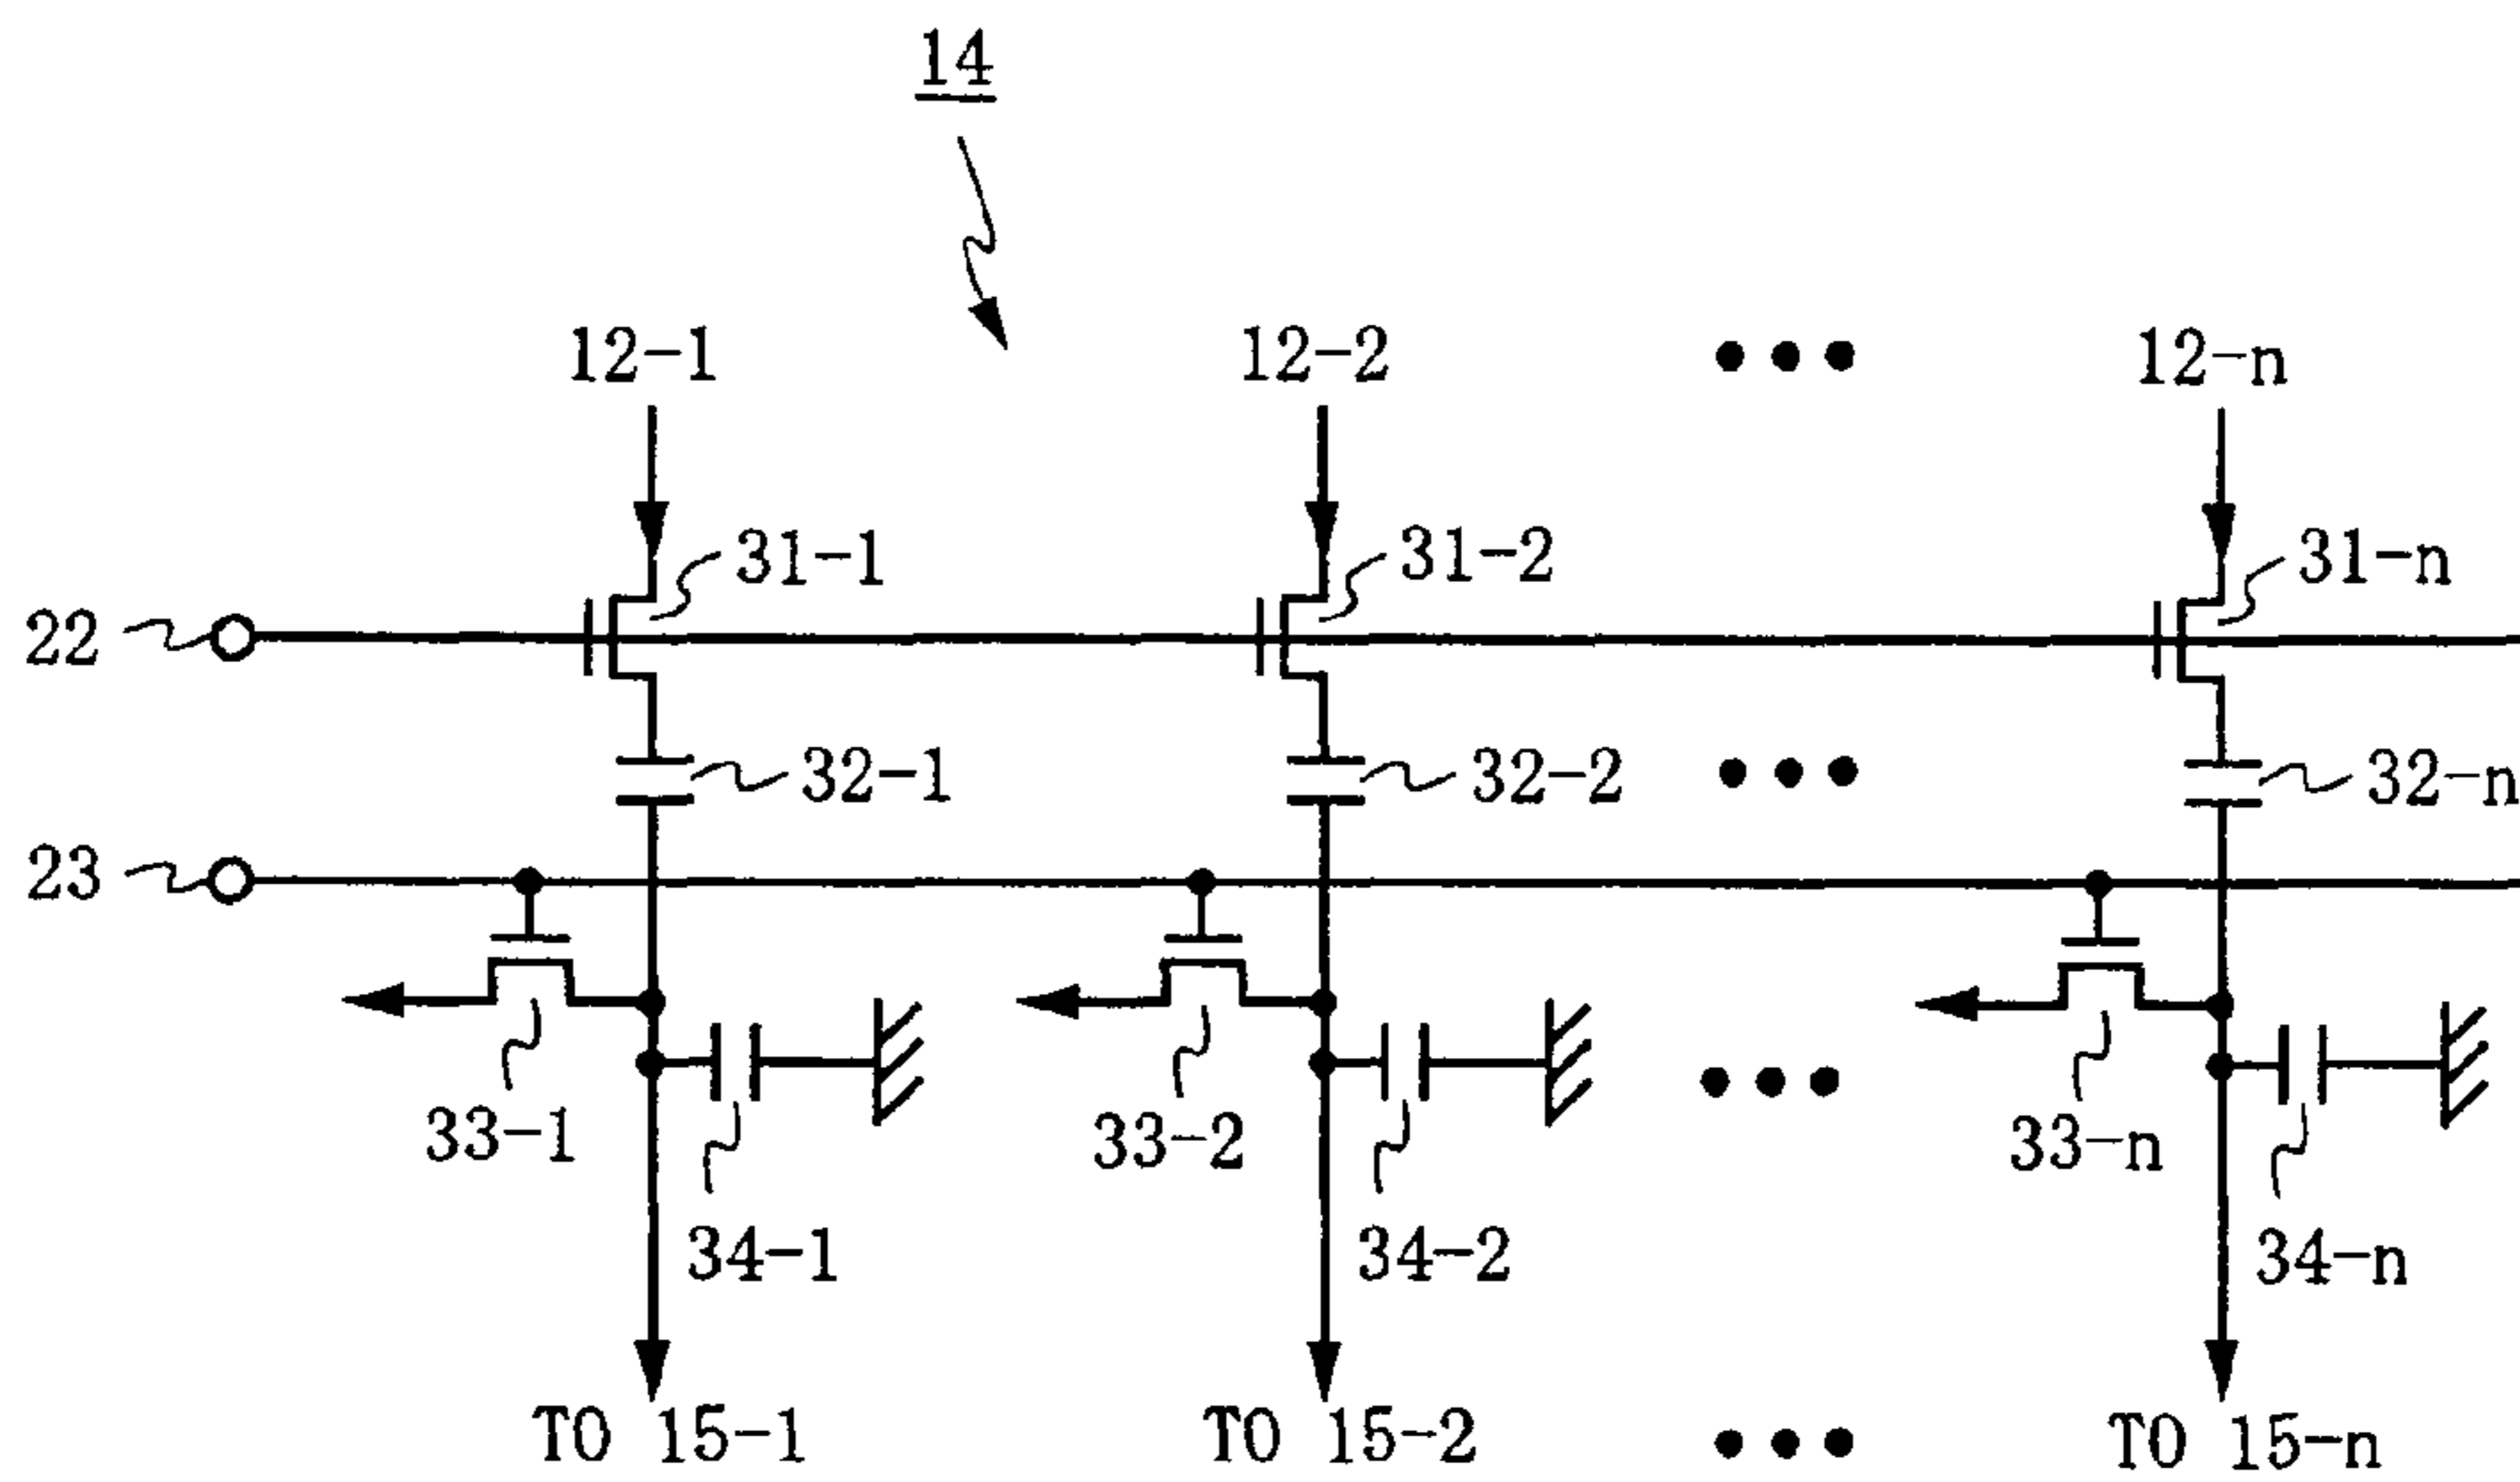 14
12-1 12-2 ••• 12-n
31-1 31-2 31-n
22
32-1 32-2 ••• 32-n
23
33-1 33-2 ••• 33-n
34-1 34-2 34-n
TO 15-1 TO 15-2 ••• TO 15-n